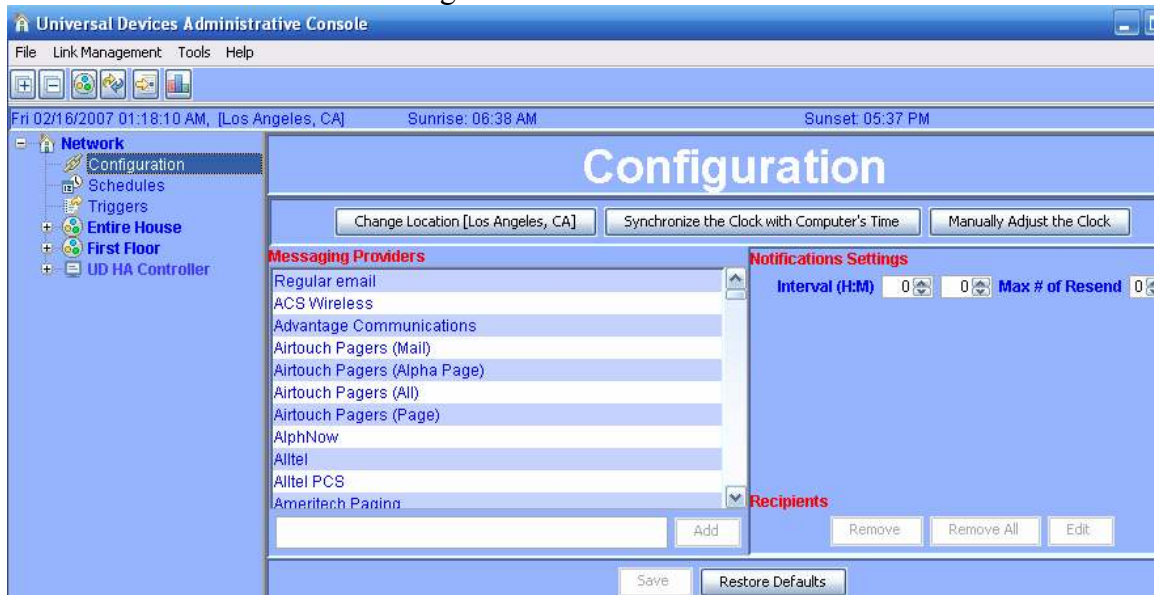 Universal Devices Administrative Console
File Link Management Tools Help
Fri 02/16/2007 01:18:10 AM, [Los Angeles, CA] Sunrise: 06:38 AM Sunset: 05:37 PM
Network
Configuration
Schedules
Triggers
Entire House
First Floor
UD HA Controller
Configuration
Change Location [Los Angeles, CA] Synchronize the Clock with Computer's Time Manually Adjust the Clock
Messaging Providers
Regular email
ACS Wireless
Advantage Communications
Airtouch Pagers (Mail)
Airtouch Pagers (Alpha Page)
Airtouch Pagers (All)
Airtouch Pagers (Page)
AlphNow
Alltel
Alltel PCS
Ameritech Paging
Add
Notifications Settings
Interval (H:M) 0 0 Max # of Resend 0
Recipients
Remove Remove All Edit
Save Restore Defaults